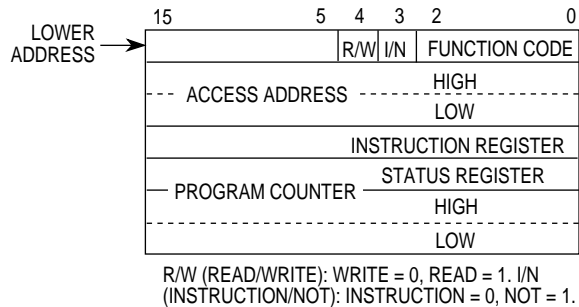 15 5 4 3 2 0
LOWER
ADDRESS
R/W I/N FUNCTION CODE
HIGH
ACCESS ADDRESS
LOW
INSTRUCTION REGISTER
STATUS REGISTER
PROGRAM COUNTER
HIGH
LOW
R/W (READ/WRITE): WRITE = 0, READ = 1. I/N
(INSTRUCTION/NOT): INSTRUCTION = 0, NOT = 1.